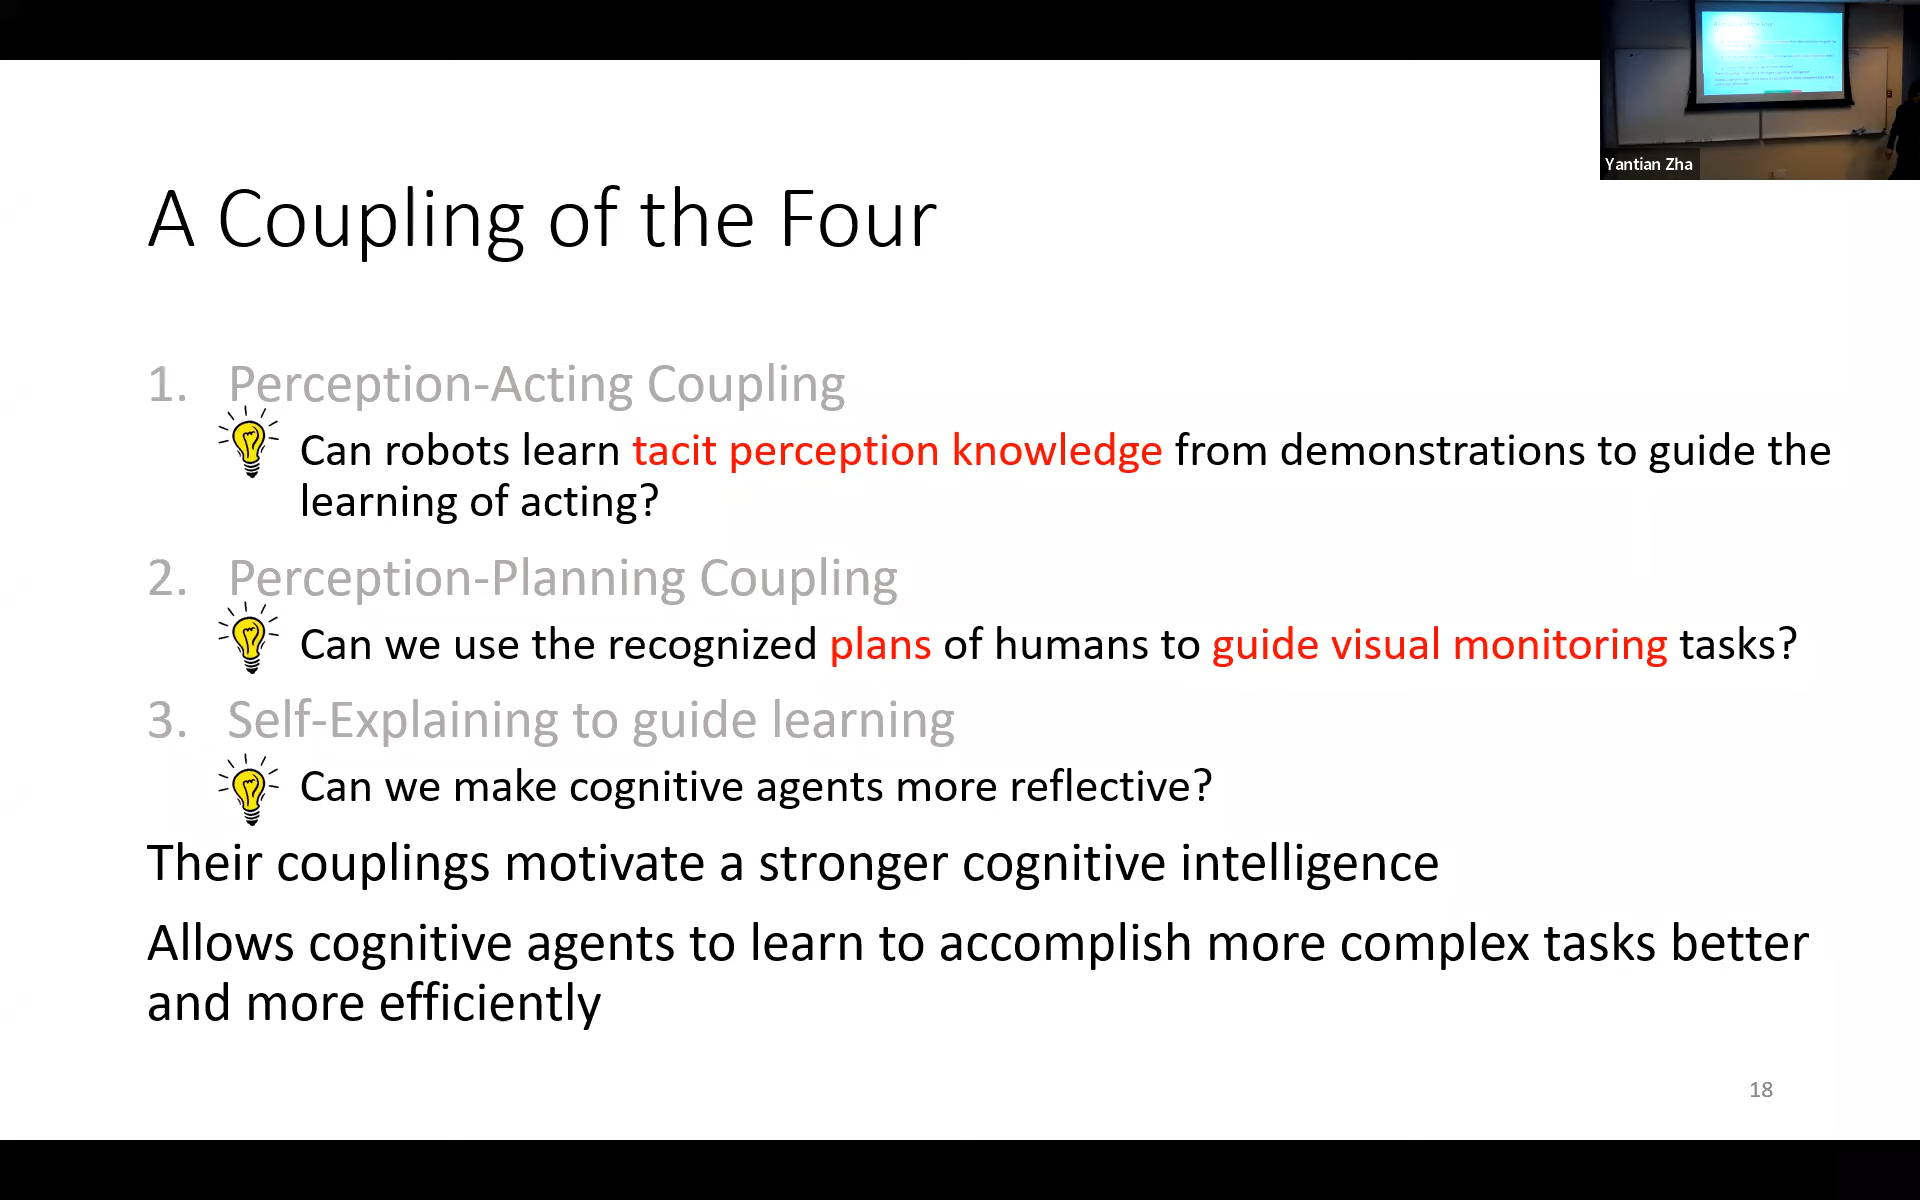 Yantian Zha
A Coupling of the Four
1. Perception-Acting Coupling
Can robots learn tacit perception knowledge from demonstrations to guide the
learning of acting?
2. Perception-Planning Coupling
Can we use the recognized plans of humans to guide visual monitoring tasks?
3. Self-Explaining to guide learning
Can we make cognitive agents more reflective?
Their couplings motivate a stronger cognitive intelligence
Allows cognitive agents to learn to accomplish more complex tasks better
and more efficiently
18